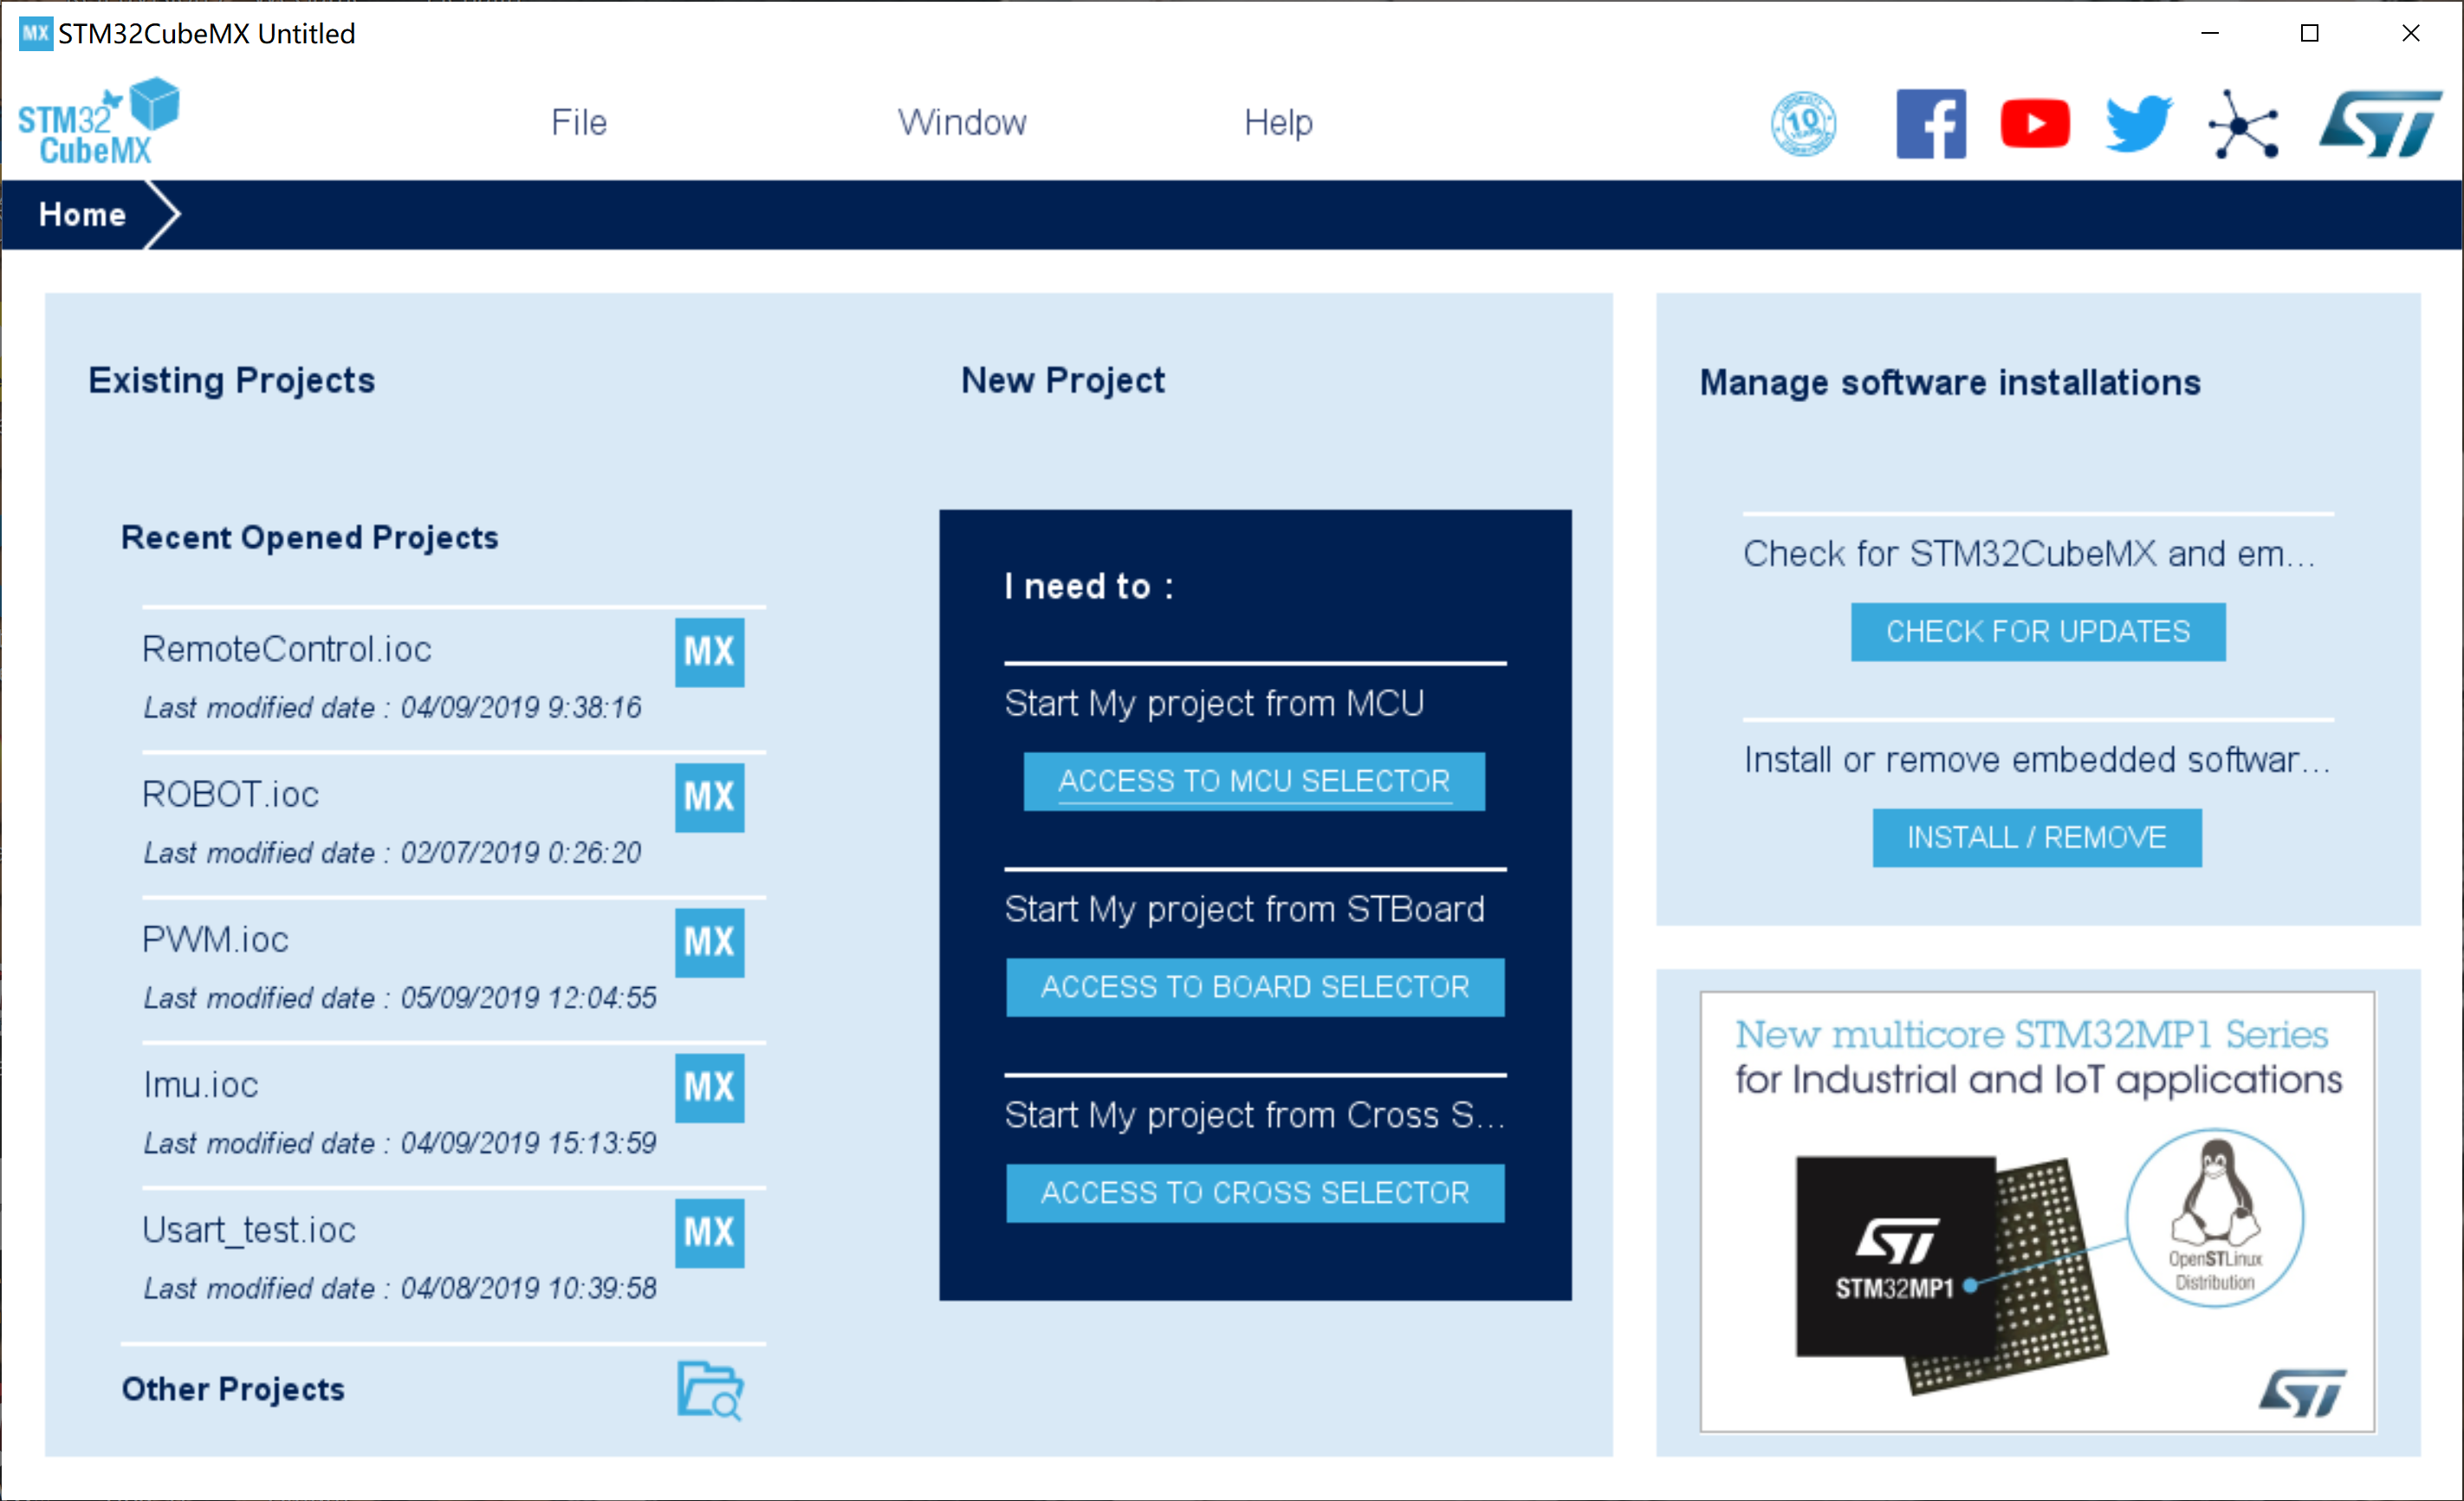 MX STM32CubeMX Untitled
STM32
CubeMX
File
Window
Help
10
Home
Existing Projects
Recent Opened Projects
RemoteControl.ioc
MX
Last modified date : 04/09/2019 9:38:16
ROBOT.ioc
MX
Last modified date : 02/07/2019 0:26:20
PWM.ioc
MX
Last modified date : 05/09/2019 12:04:55
Imu.ioc
MX
Last modified date : 04/09/2019 15:13:59
Usart_test.ioc
MX
Last modified date : 04/08/2019 10:39:58
Other Projects
New Project
I need to :
Start My project from MCU
ACCESS TO MCU SELECTOR
Start My project from STBoard
ACCESS TO BOARD SELECTOR
Start My project from Cross S...
ACCESS TO CROSS SELECTOR
Manage software installations
Check for STM32CubeMX and em...
CHECK FOR UPDATES
Install or remove embedded softwar...
INSTALL / REMOVE
New multicore STM32MP1 Series
for Industrial and IoT applications
ST
STM32MP1
OpenSTLinux
Distribution
ST